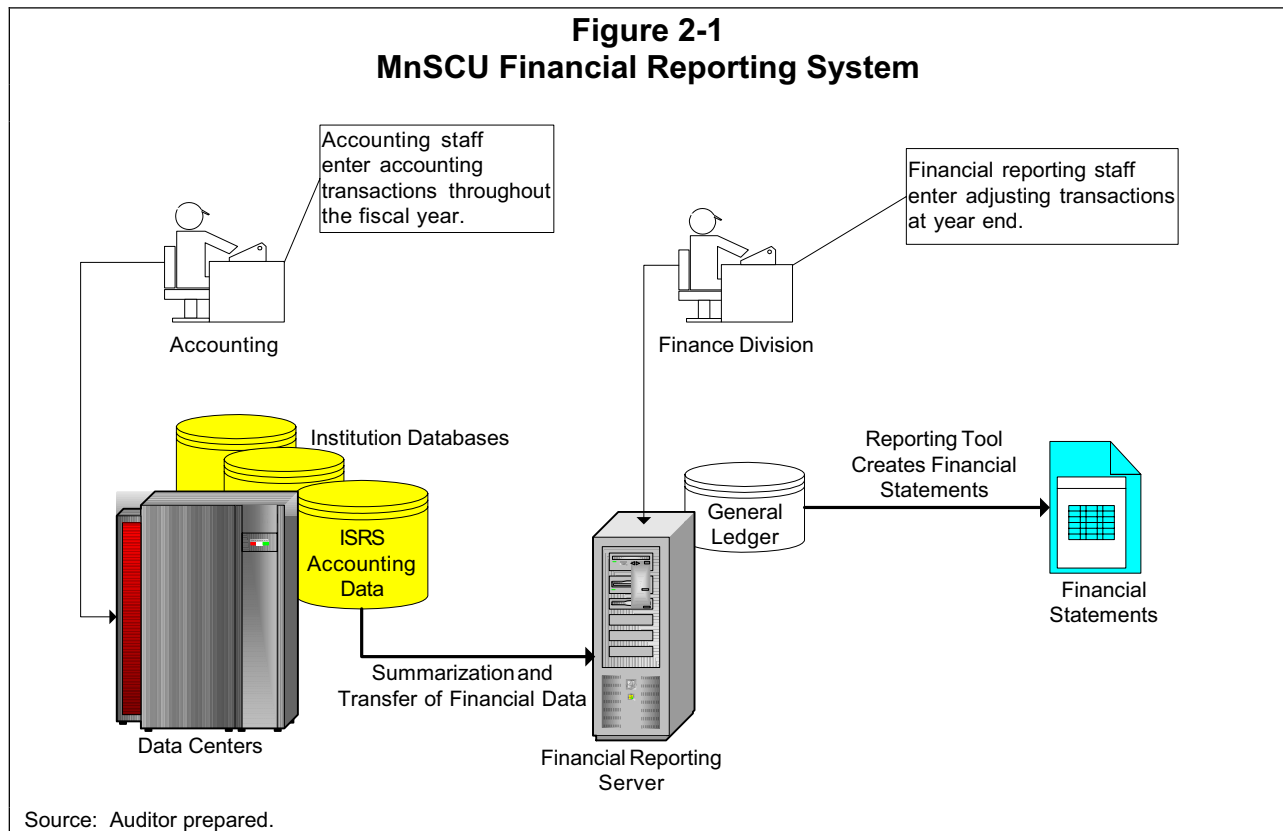 Figure 2-1
MnSCU Financial Reporting System
Accounting staff
enter accounting
transactions throughout
the fiscal year.
Financial reporting staff
enter adjusting transactions
at year end.
Accounting
Finance Division
Institution Databases
ISRS
Accounting
Data
General
Ledger
Reporting Tool
Creates Financial
Statements
Financial
Statements
Summarization and
Transfer of Financial Data
Data Centers
Financial Reporting
Server
Source: Auditor prepared.